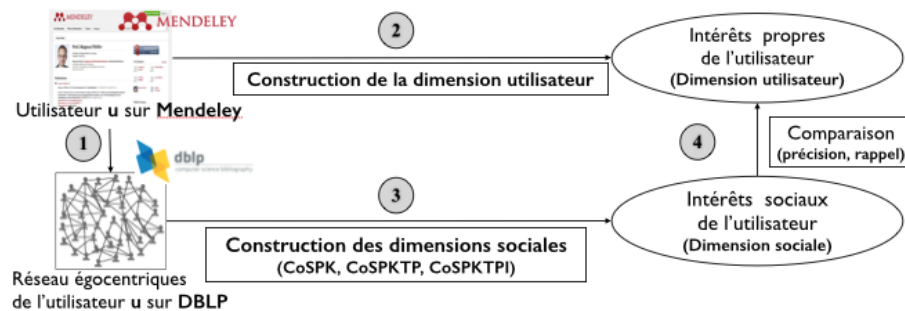 MENDELEY
MENDELEY
2
Intérêts propres
de l'utilisateur
(Dimension utilisateur)
Construction de la dimension utilisateur
Utilisateur u sur Mendeley
1
dblp
computer science bibliography
4
Comparaison
(précision, rappel)
3
Intérêts sociaux
de l'utilisateur
(Dimension sociale)
Construction des dimensions sociales
(CoSPK, CoSPKTP, CoSPKTPI)
Réseau égocentriques
de l'utilisateur u sur DBLP